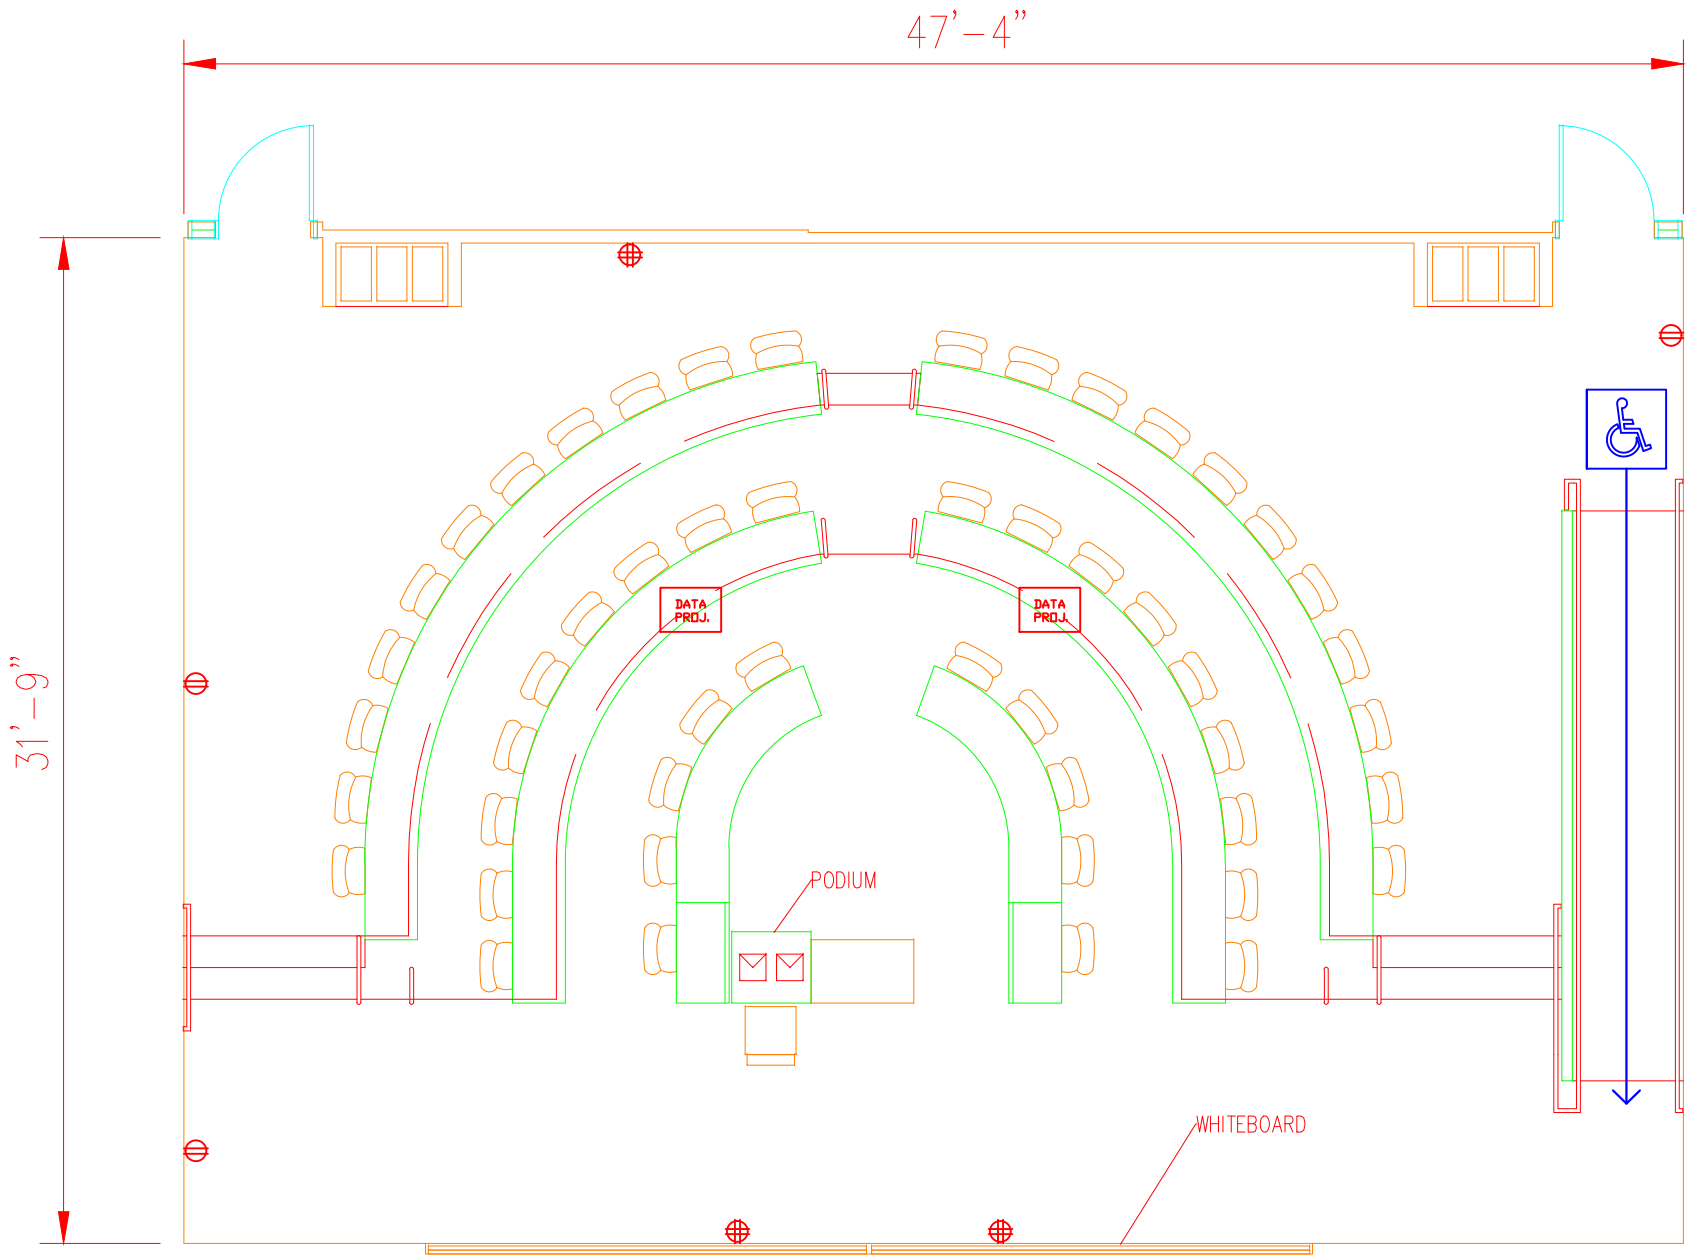 47'-4"
31'-9"
DATA
PROJ.
DATA
PROJ.
PODIUM
WHITEBOARD